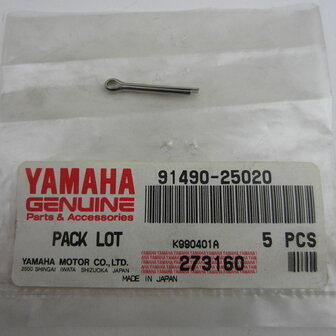 YAMAHA
GENUINE
Parts & Accessories
91490-25020
PACK LOT
K990401A
5 PCS
YAMAHA MOTOR CO., LTD.
2500 SHINGAI IWATA SHIZUOKA JAPAN
273160
MADE IN JAPAN